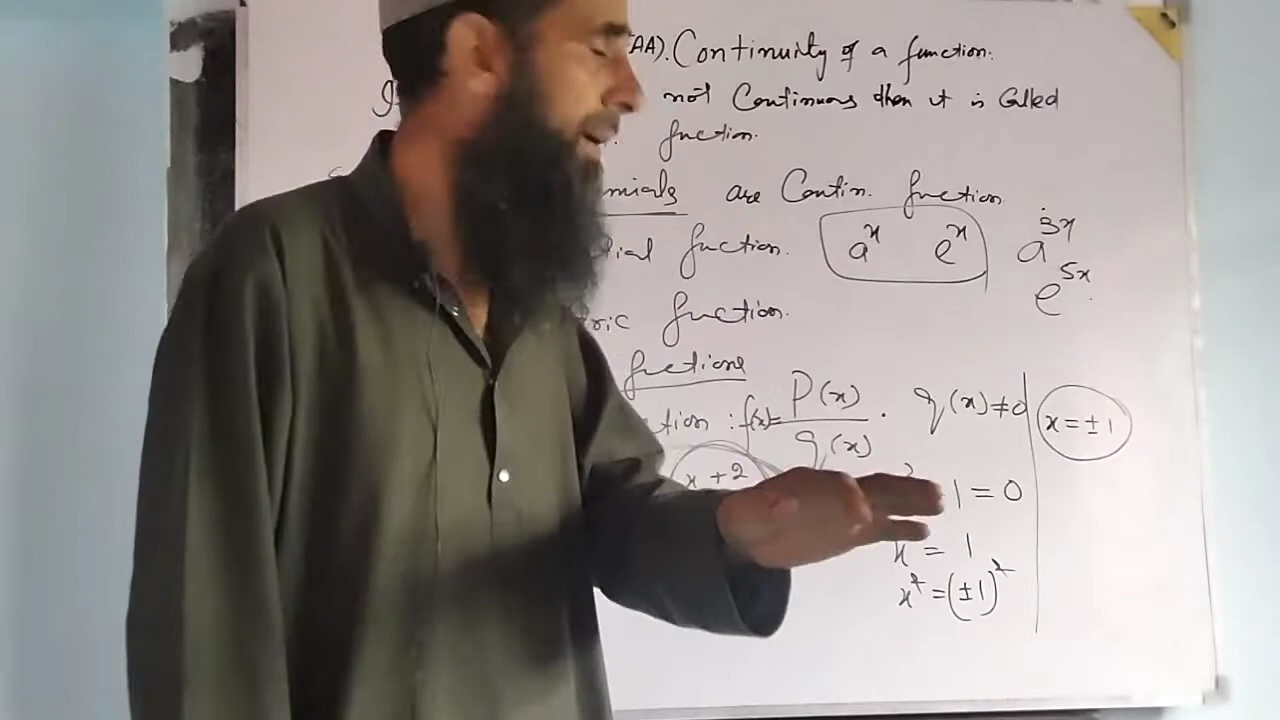 AA). Continuity of a function.
not Continuous then it is Called
function.
mials are Contin. function
ial function. aˣ eˣ a³ˣ
e⁵ˣ
ric function.
functions
ction : f(x)= P(x)/q(x) . q(x)≠0 x=±1
x+2 1=0
x = 1
x²=(±1)²